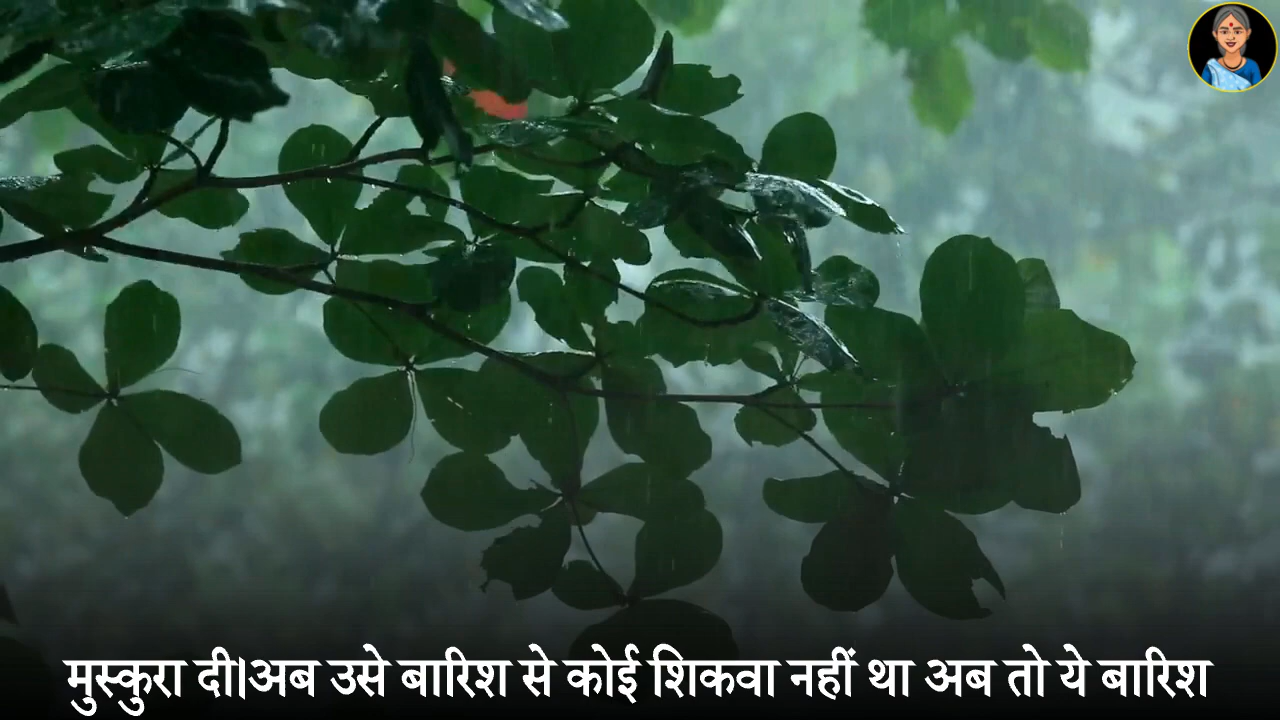 मुस्कुरा दी|अब उसे बारिश से कोई शिकवा नहीं था अब तो ये बारिश